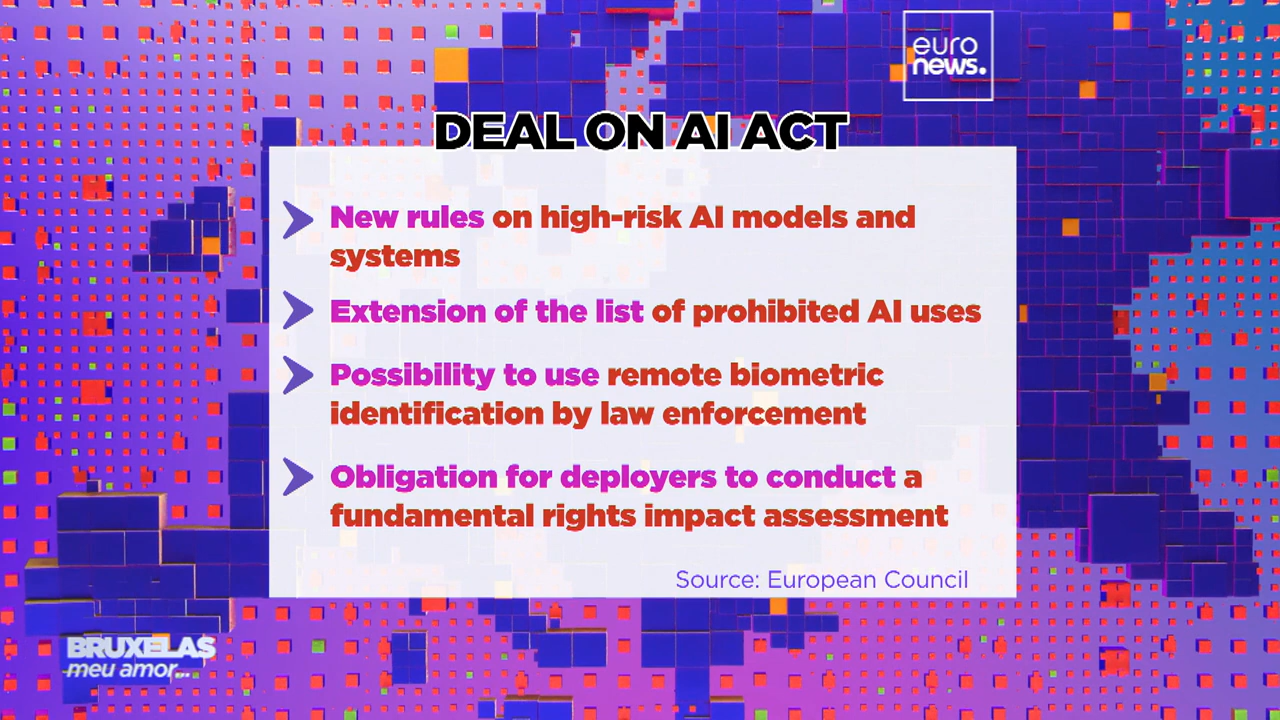 euro
news.
DEAL ON AI ACT
New rules on high-risk AI models and
systems
Extension of the list of prohibited AI uses
Possibility to use remote biometric
identification by law enforcement
Obligation for deployers to conduct a
fundamental rights impact assessment
Source: European Council
BRUXELAS
meu amor...